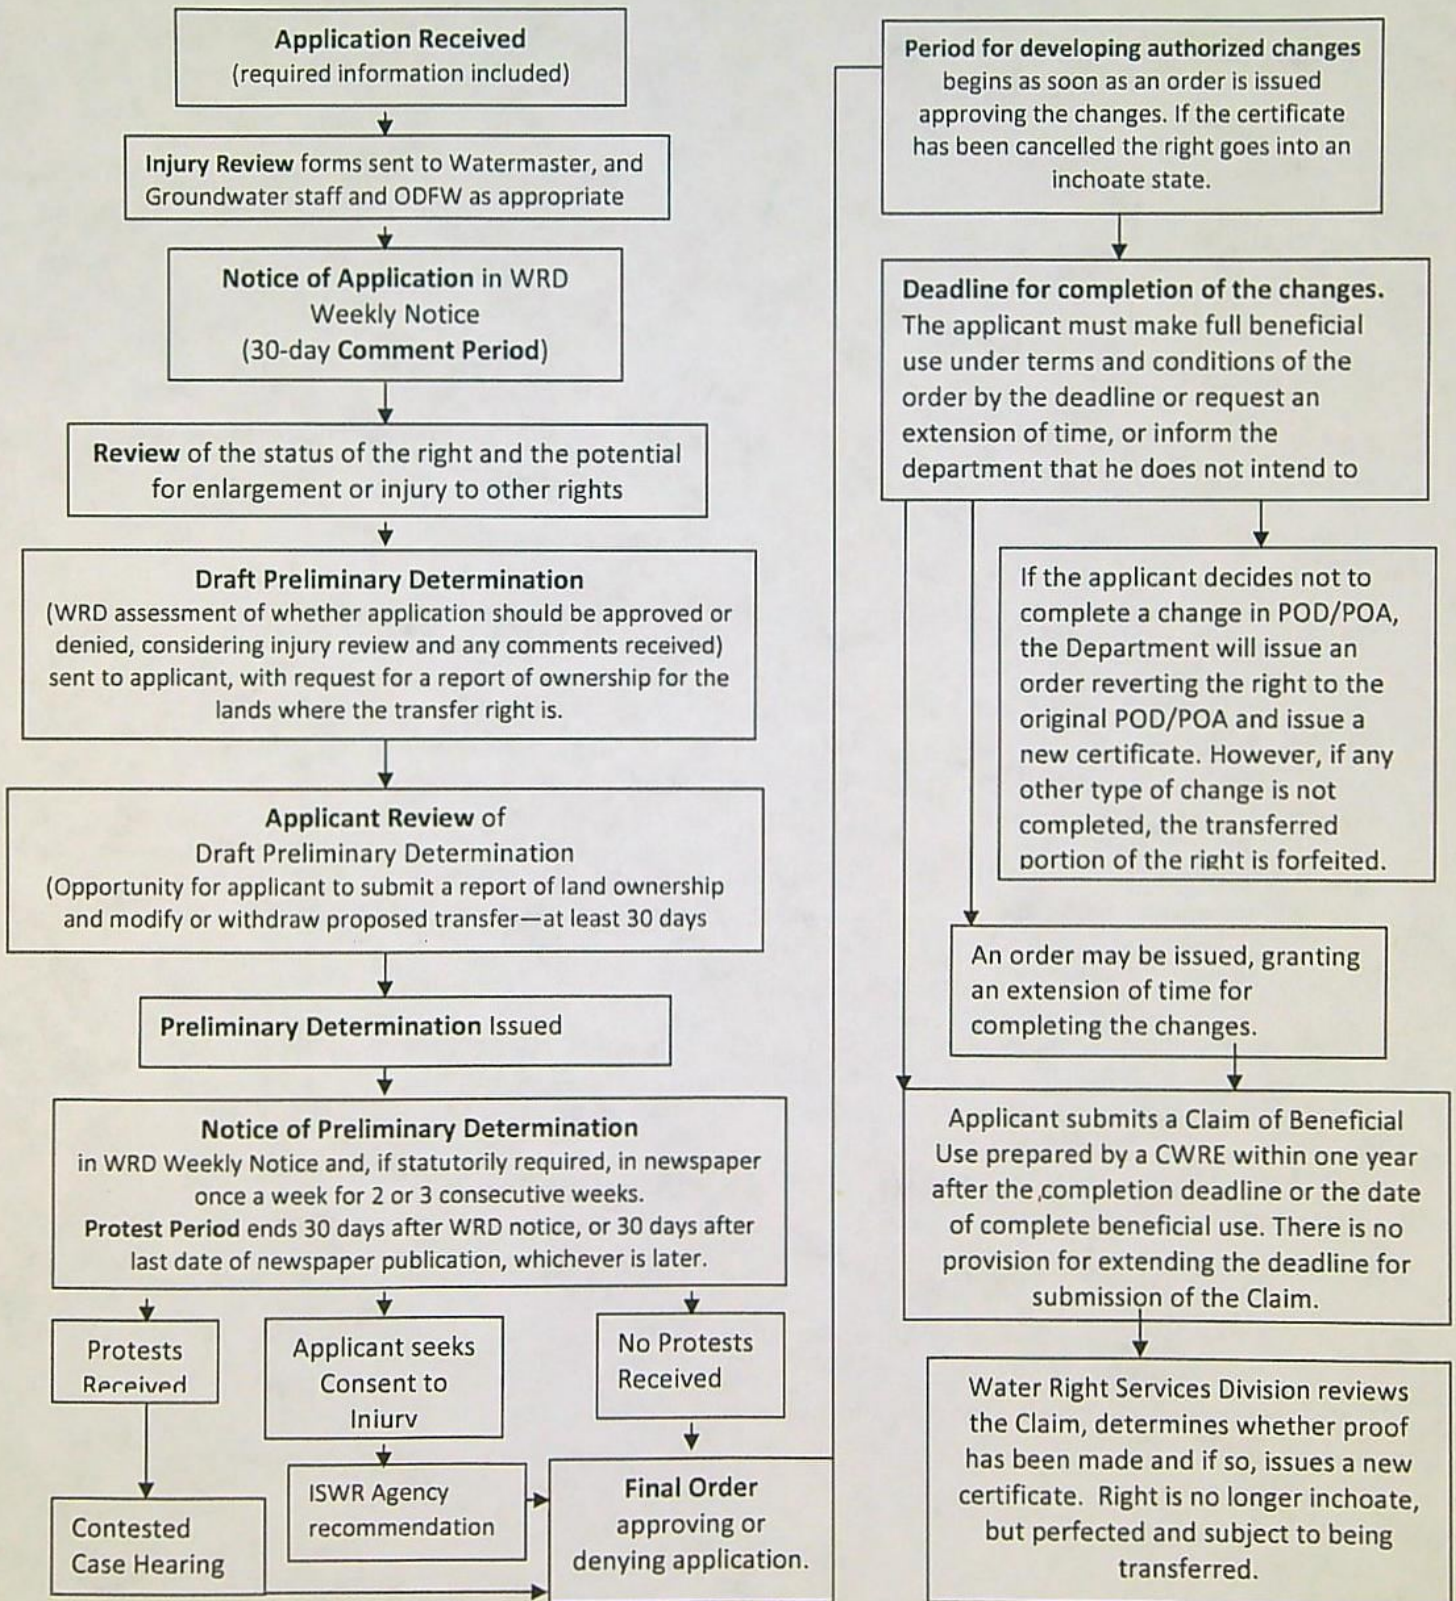 Application Received
(required information included)
Injury Review forms sent to Watermaster, and
Groundwater staff and ODFW as appropriate
Notice of Application in WRD
Weekly Notice
(30-day Comment Period)
Review of the status of the right and the potential
for enlargement or injury to other rights
Draft Preliminary Determination
(WRD assessment of whether application should be approved or
denied, considering injury review and any comments received)
sent to applicant, with request for a report of ownership for the
lands where the transfer right is.
Applicant Review of
Draft Preliminary Determination
(Opportunity for applicant to submit a report of land ownership
and modify or withdraw proposed transfer—at least 30 days
Preliminary Determination Issued
Notice of Preliminary Determination
in WRD Weekly Notice and, if statutorily required, in newspaper
once a week for 2 or 3 consecutive weeks.
Protest Period ends 30 days after WRD notice, or 30 days after
last date of newspaper publication, whichever is later.
Protests
Received
Applicant seeks
Consent to
Injury
No Protests
Received
Contested
Case Hearing
ISWR Agency
recommendation
Final Order
approving or
denying application.
Period for developing authorized changes
begins as soon as an order is issued
approving the changes. If the certificate
has been cancelled the right goes into an
inchoate state.
Deadline for completion of the changes.
The applicant must make full beneficial
use under terms and conditions of the
order by the deadline or request an
extension of time, or inform the
department that he does not intend to
If the applicant decides not to
complete a change in POD/POA,
the Department will issue an
order reverting the right to the
original POD/POA and issue a
new certificate. However, if any
other type of change is not
completed, the transferred
portion of the right is forfeited.
An order may be issued, granting
an extension of time for
completing the changes.
Applicant submits a Claim of Beneficial
Use prepared by a CWRE within one year
after the completion deadline or the date
of complete beneficial use. There is no
provision for extending the deadline for
submission of the Claim.
Water Right Services Division reviews
the Claim, determines whether proof
has been made and if so, issues a new
certificate. Right is no longer inchoate,
but perfected and subject to being
transferred.